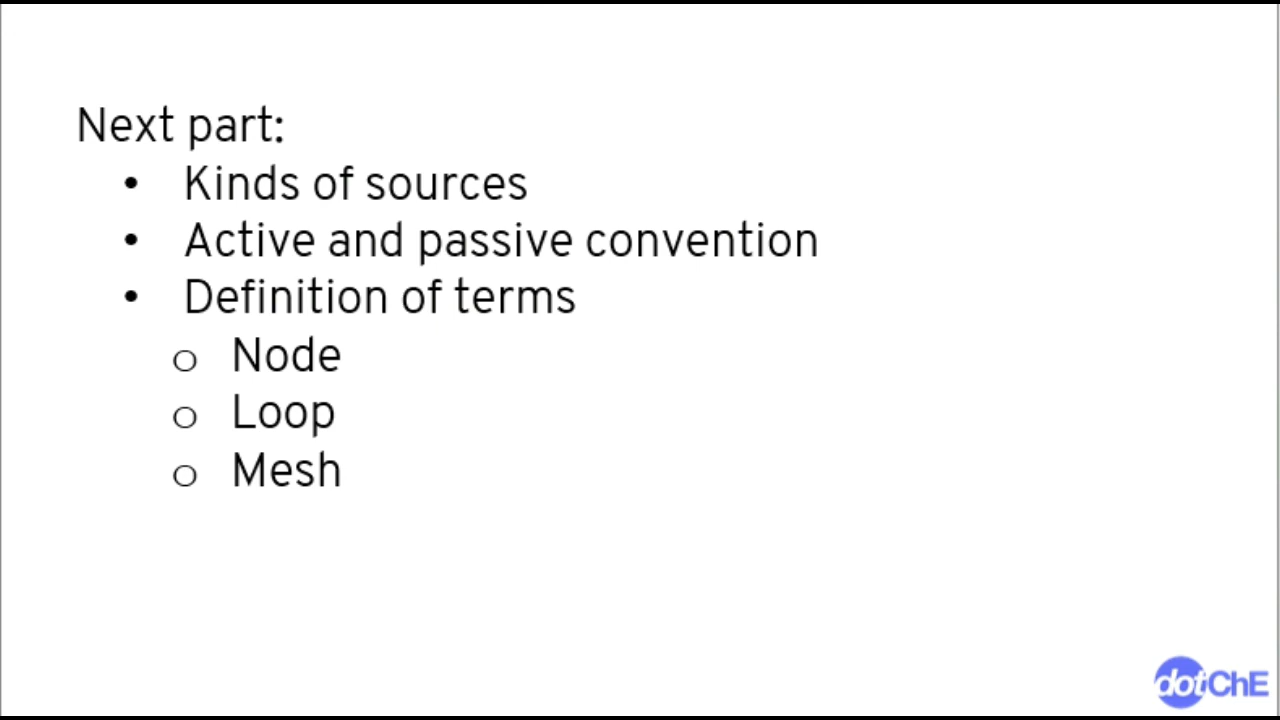 Next part:
• Kinds of sources
• Active and passive convention
• Definition of terms
o Node
o Loop
o Mesh
dotChE